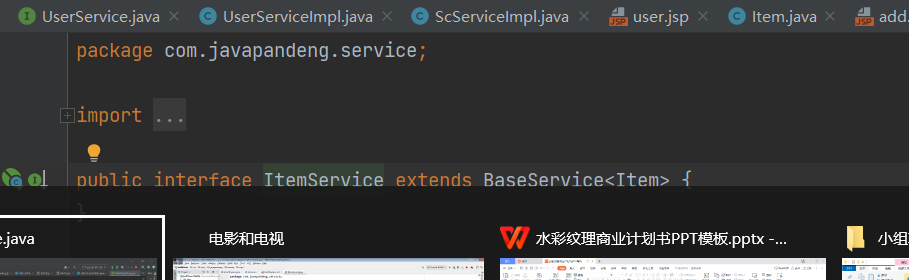 UserService.java UserServiceImpl.java ScServiceImpl.java user.jsp Item.java add.
package com.javapandeng.service;
import ...
public interface ItemService extends BaseService<Item> {
}
.java 电影和电视 水彩纹理商业计划书PPT模板.pptx -... 小组